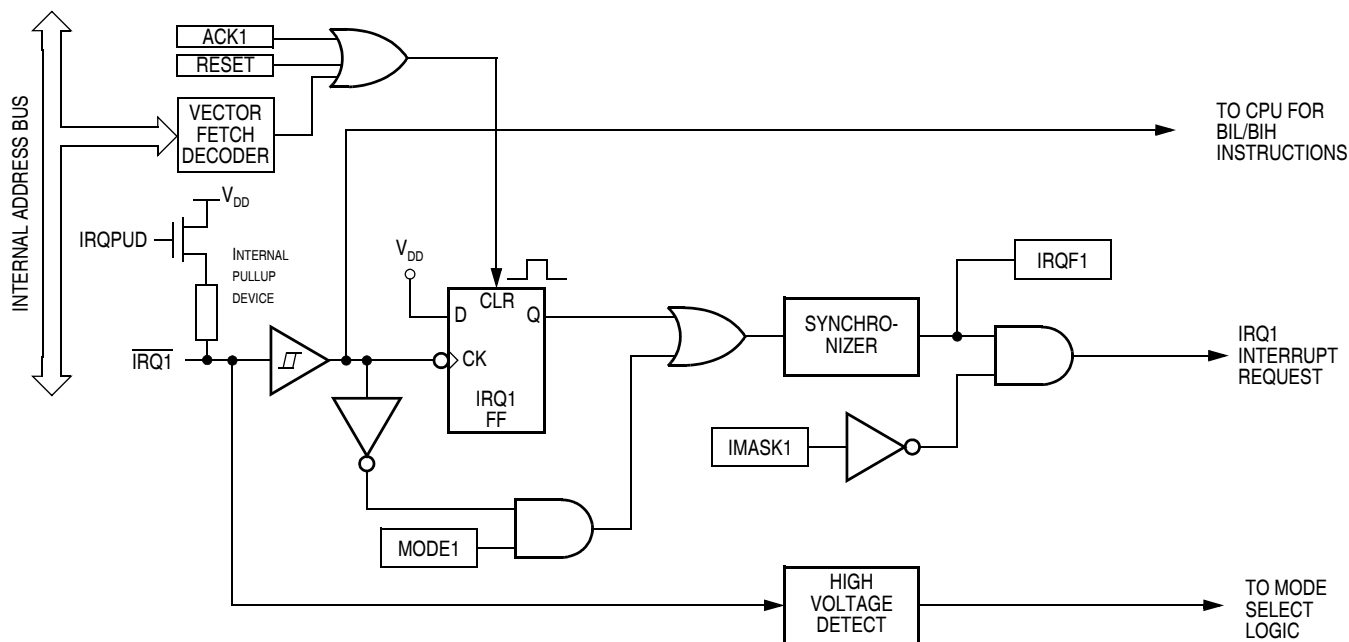 INTERNAL ADDRESS BUS
ACK1
RESET
VECTOR
FETCH
DECODER
TO CPU FOR
BIL/BIH
INSTRUCTIONS
VDD
IRQPUD
INTERNAL
PULLUP
DEVICE
VDD
CLR
D
Q
CK
IRQ1
FF
IRQ1
SYNCHRO-
NIZER
IRQF1
IRQ1
INTERRUPT
REQUEST
IMASK1
MODE1
HIGH
VOLTAGE
DETECT
TO MODE
SELECT
LOGIC